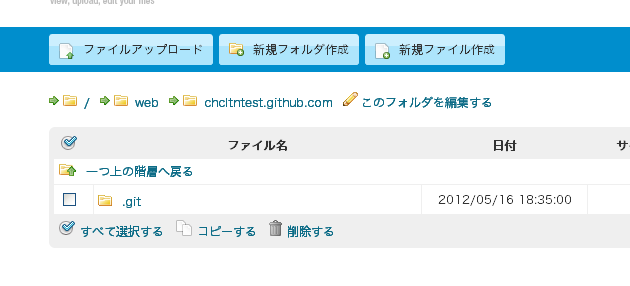 view, upload, edit your files
ファイルアップロード 新規フォルダ作成 新規ファイル作成
/ web chcltntest.github.com このフォルダを編集する
ファイル名 日付 サ
一つ上の階層へ戻る
.git 2012/05/16 18:35:00
すべて選択する コピーする 削除する